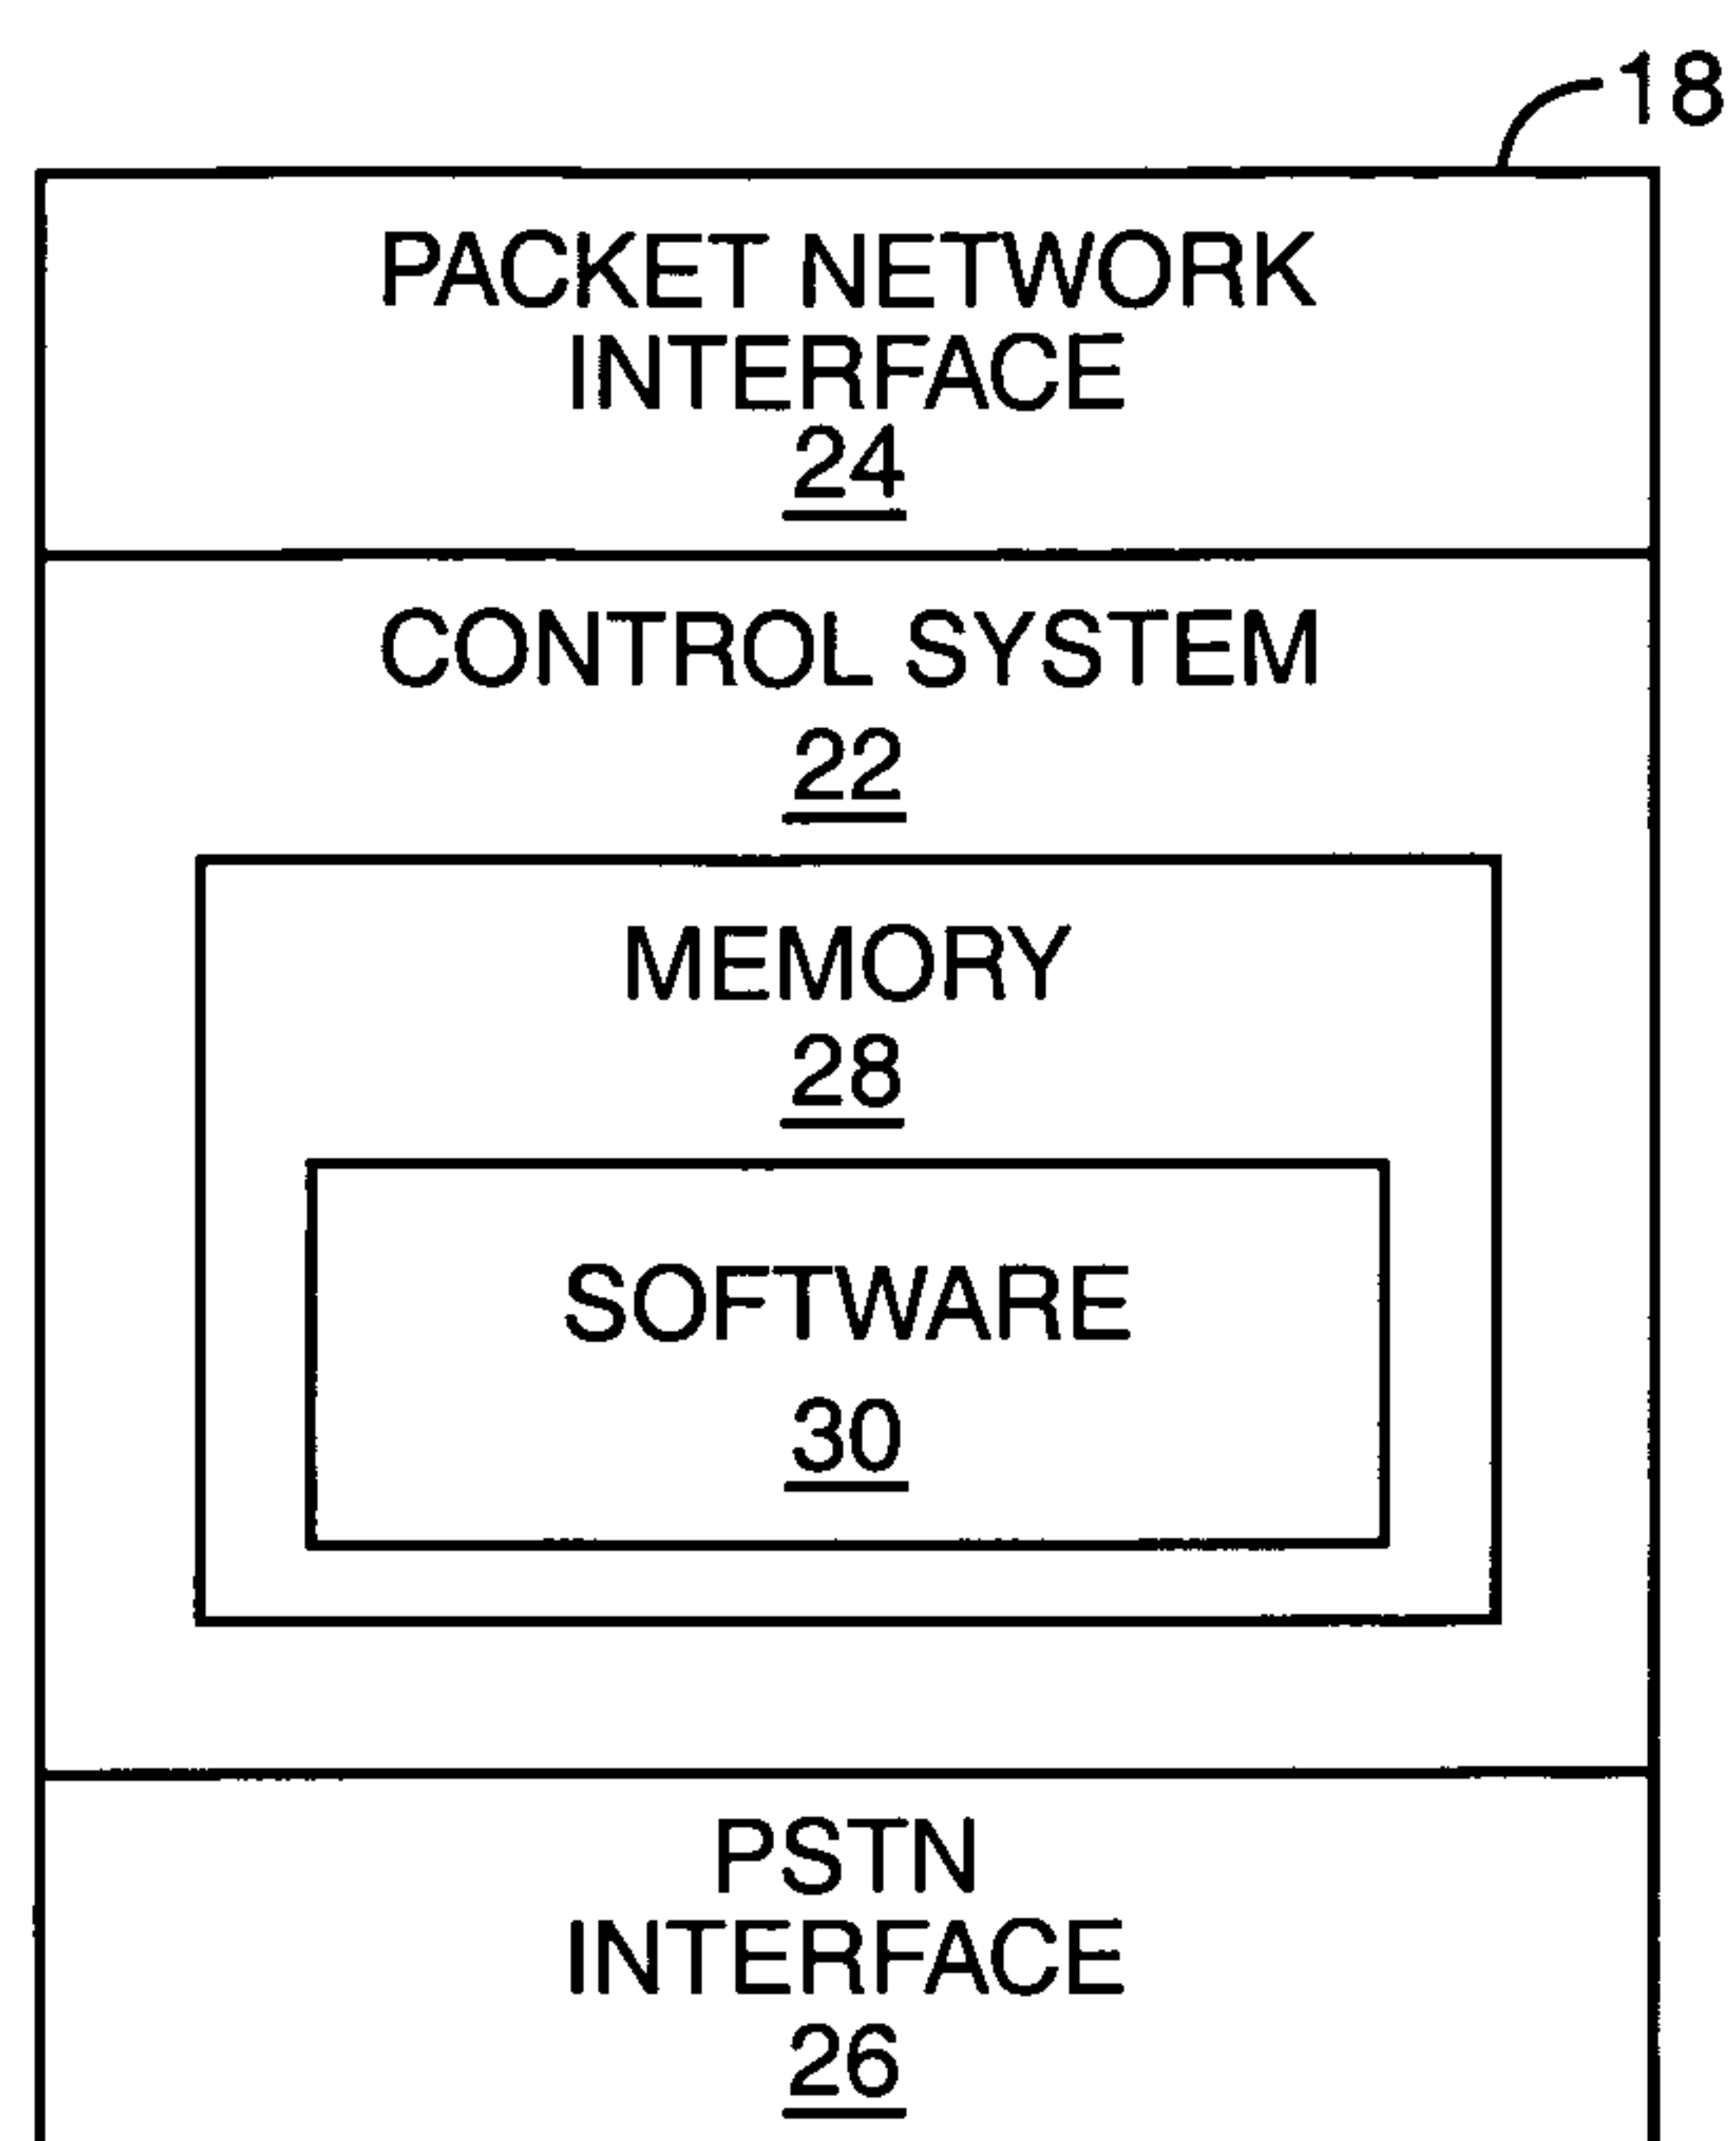 18
PACKET NETWORK
INTERFACE
24
CONTROL SYSTEM
22
MEMORY
28
SOFTWARE
30
PSTN
INTERFACE
26